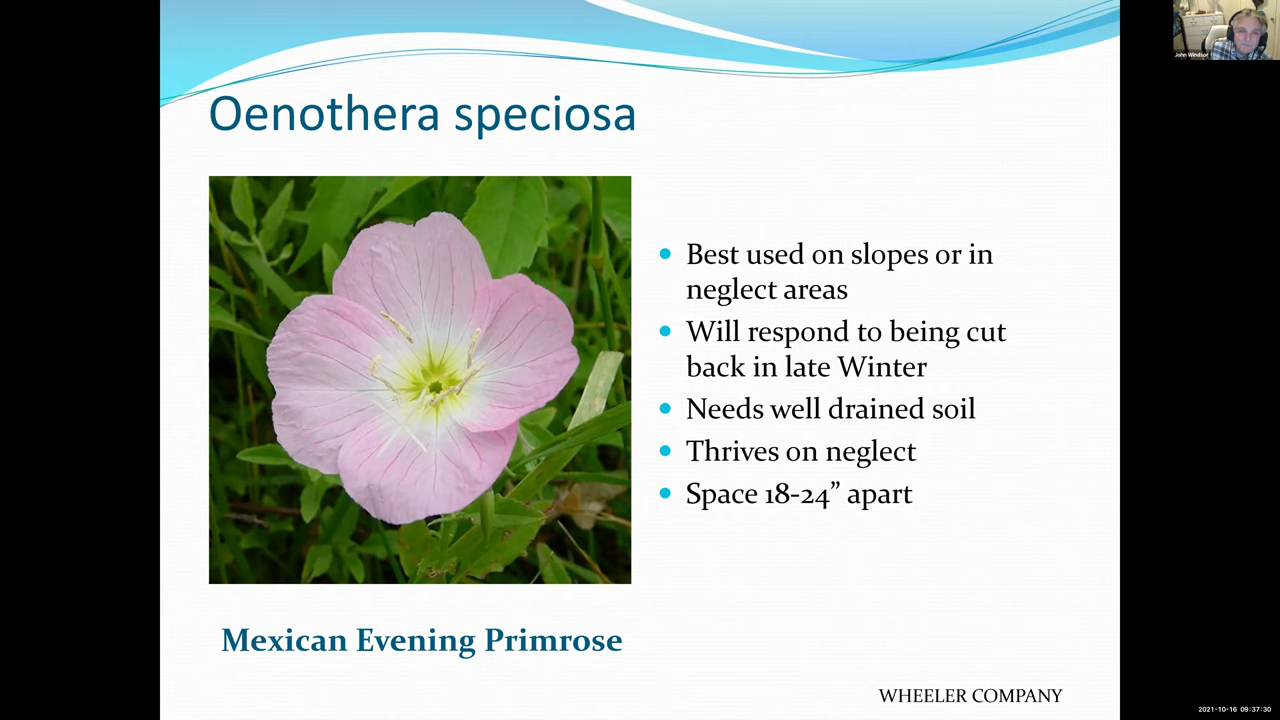 John Windsor
Oenothera speciosa
Best used on slopes or in
neglect areas
Will respond to being cut
back in late Winter
Needs well drained soil
Thrives on neglect
Space 18-24” apart
Mexican Evening Primrose
WHEELER COMPANY
2021-10-16 09:37:30